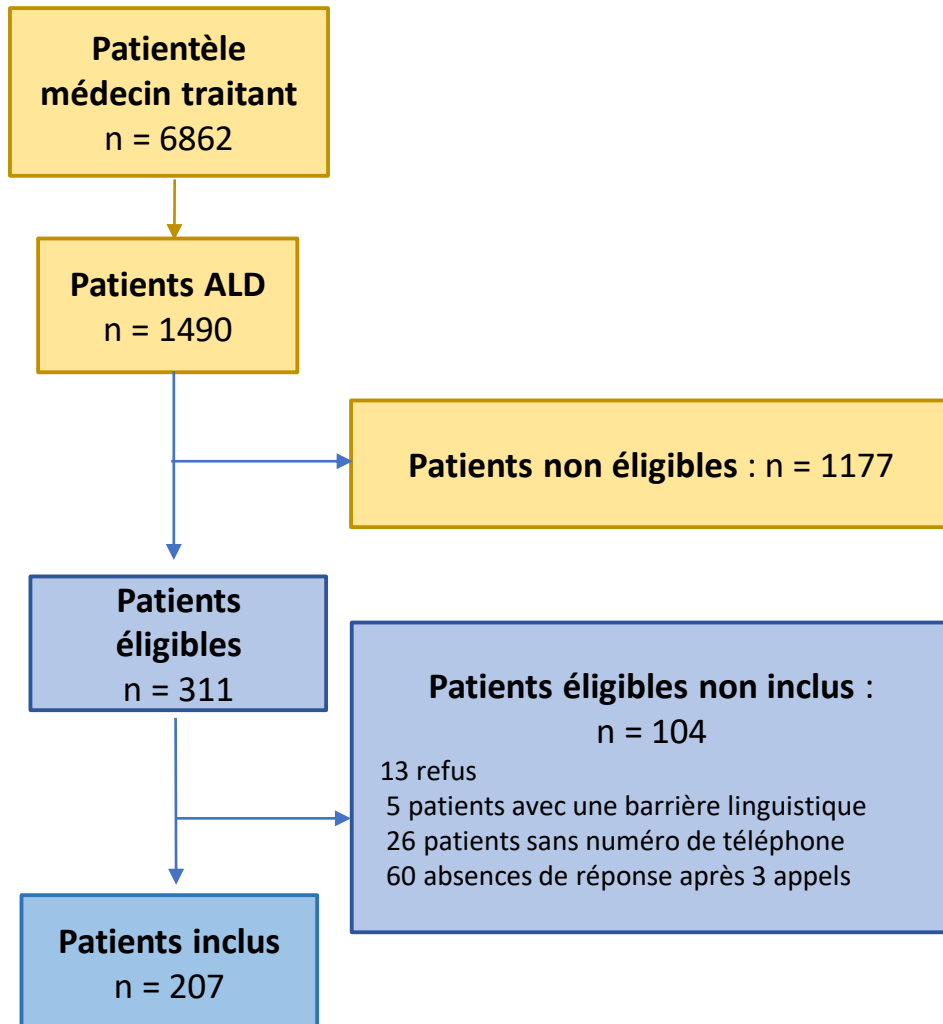 Patientèle
médecin traitant
n = 6862
Patients ALD
n = 1490
Patients non éligibles : n = 1177
Patients
éligibles
n = 311
Patients éligibles non inclus :
n = 104
13 refus
5 patients avec une barrière linguistique
26 patients sans numéro de téléphone
60 absences de réponse après 3 appels
Patients inclus
n = 207